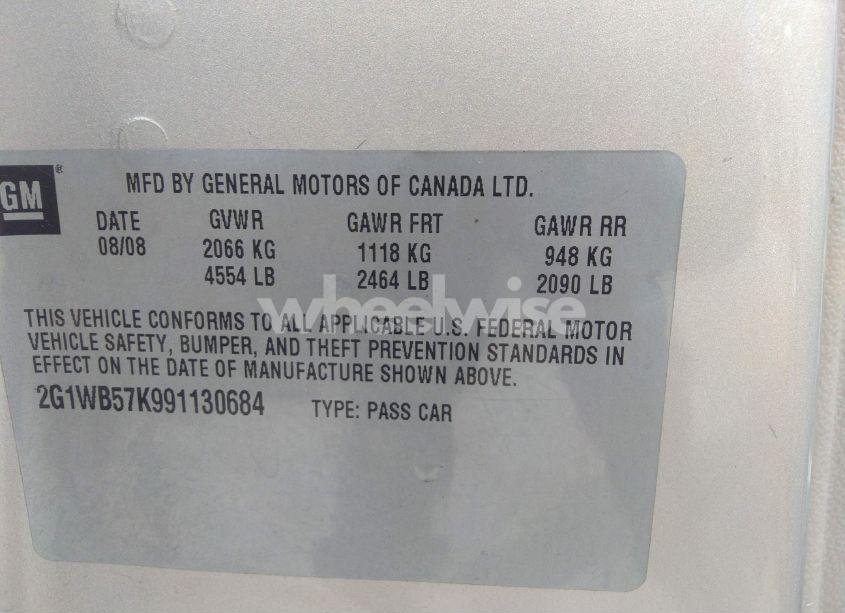 GM ®
MFD BY GENERAL MOTORS OF CANADA LTD.
DATE GVWR GAWR FRT GAWR RR
08/08 2066 KG 1118 KG 948 KG
4554 LB 2464 LB 2090 LB
wheelwise
THIS VEHICLE CONFORMS TO ALL APPLICABLE U.S. FEDERAL MOTOR
VEHICLE SAFETY, BUMPER, AND THEFT PREVENTION STANDARDS IN
EFFECT ON THE DATE OF MANUFACTURE SHOWN ABOVE.
2G1WB57K991130684 TYPE: PASS CAR